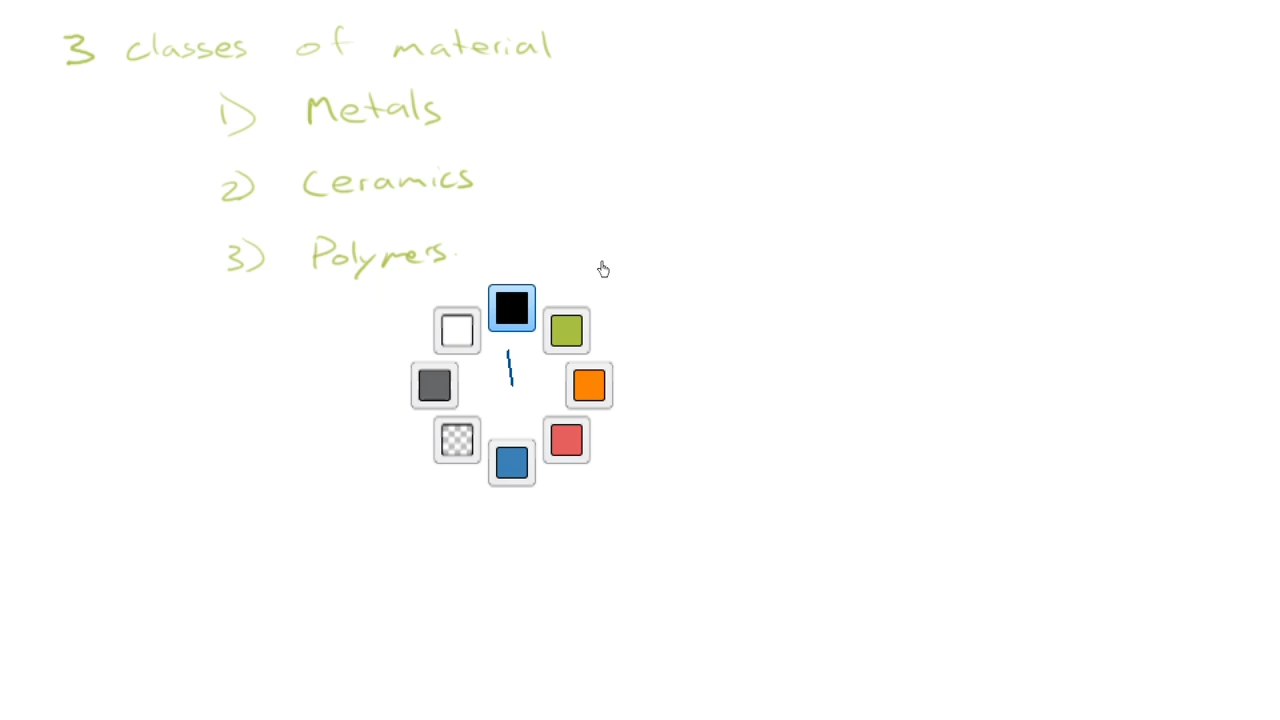 3 classes of material
1) Metals
2) Ceramics
3) Polymers.